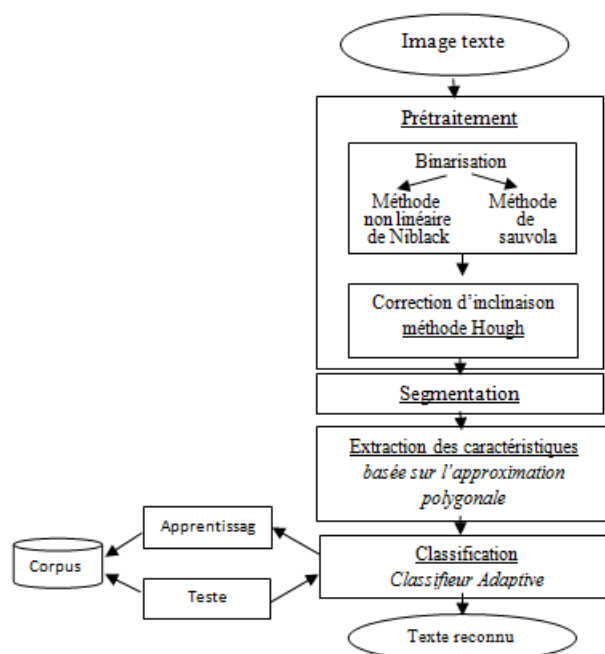 Image texte
Prétraitement
Binarisation
Méthode
non linéaire
de Niblack
Méthode
de
sauvola
Correction d'inclinaison
méthode Hough
Segmentation
Extraction des caractéristiques
basée sur l'approximation
polygonale
Apprentissag
Corpus
Teste
Classification
Classifieur Adaptive
Texte reconnu